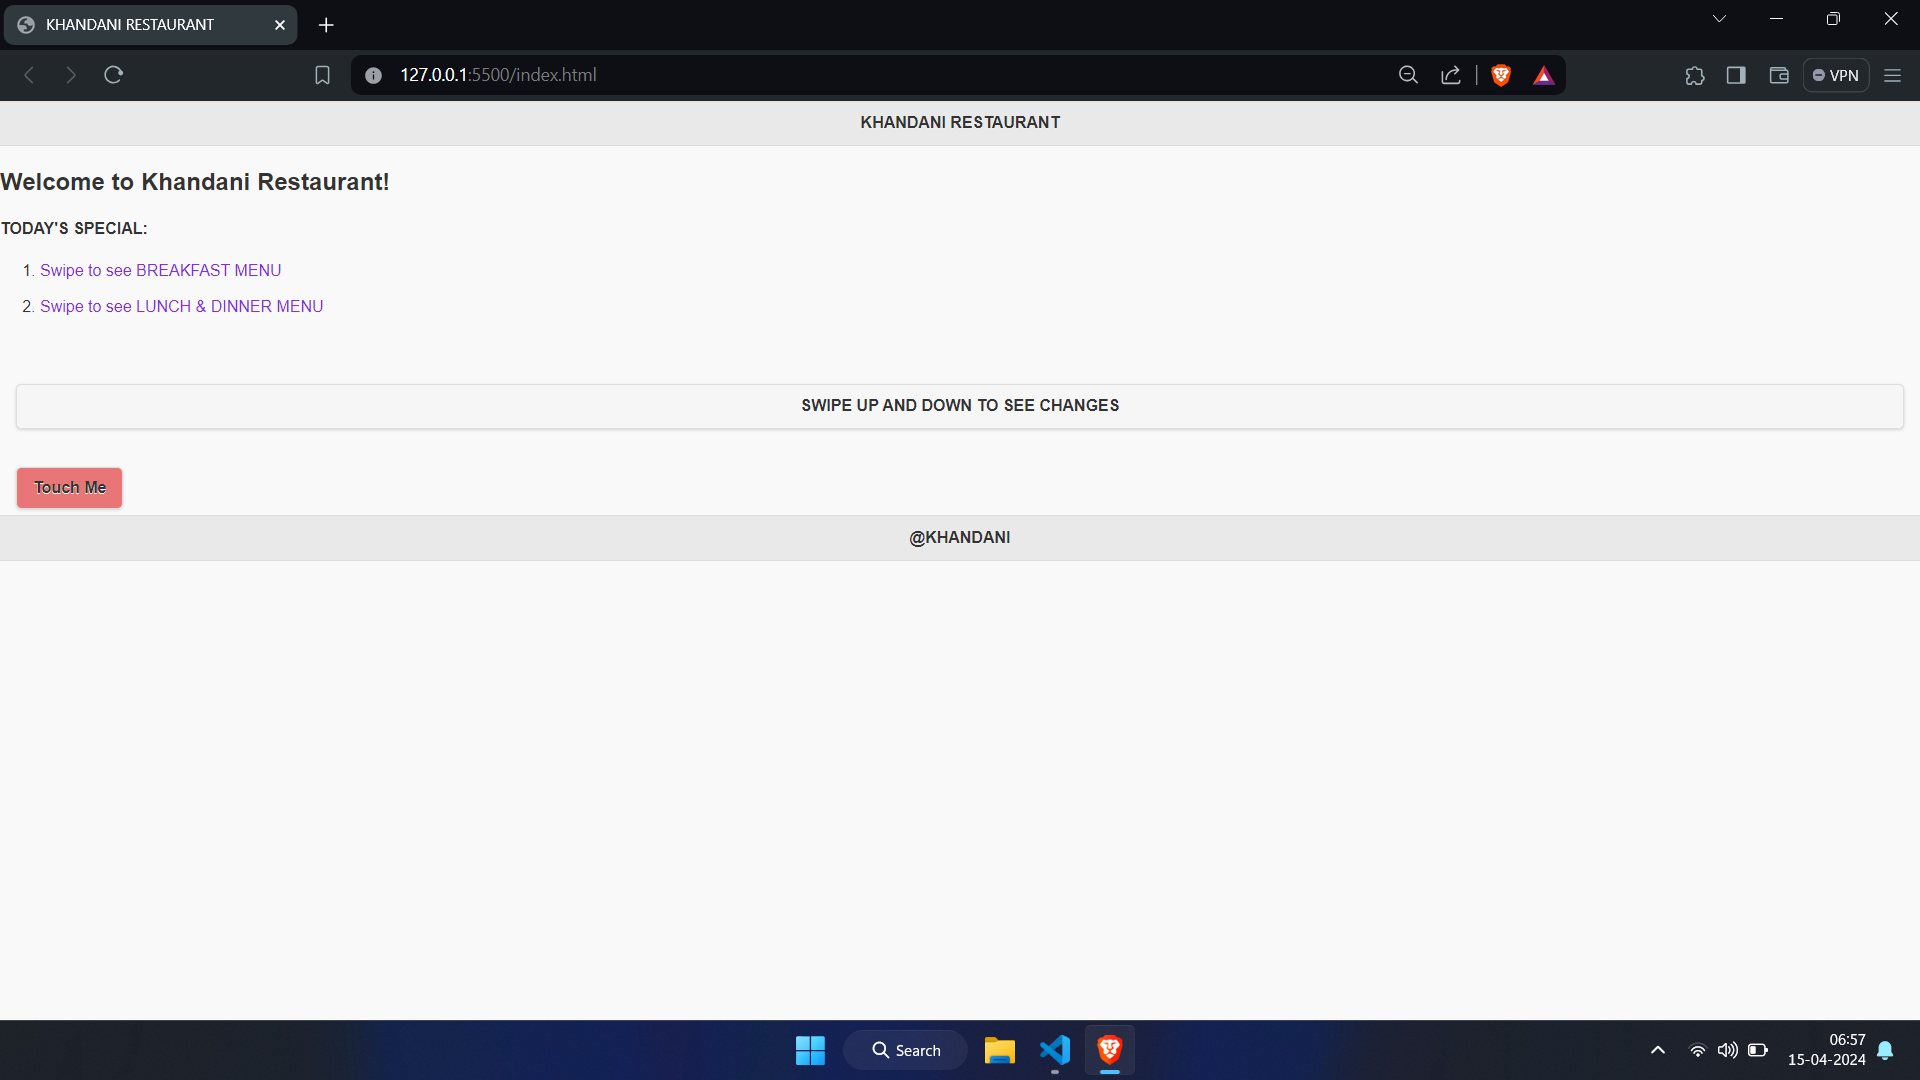 KHANDANI RESTAURANT
127.0.0.1:5500/index.html
VPN
KHANDANI RESTAURANT
Welcome to Khandani Restaurant!
TODAY'S SPECIAL:
1. Swipe to see BREAKFAST MENU
2. Swipe to see LUNCH & DINNER MENU
SWIPE UP AND DOWN TO SEE CHANGES
Touch Me
@KHANDANI
Search
06:57
15-04-2024